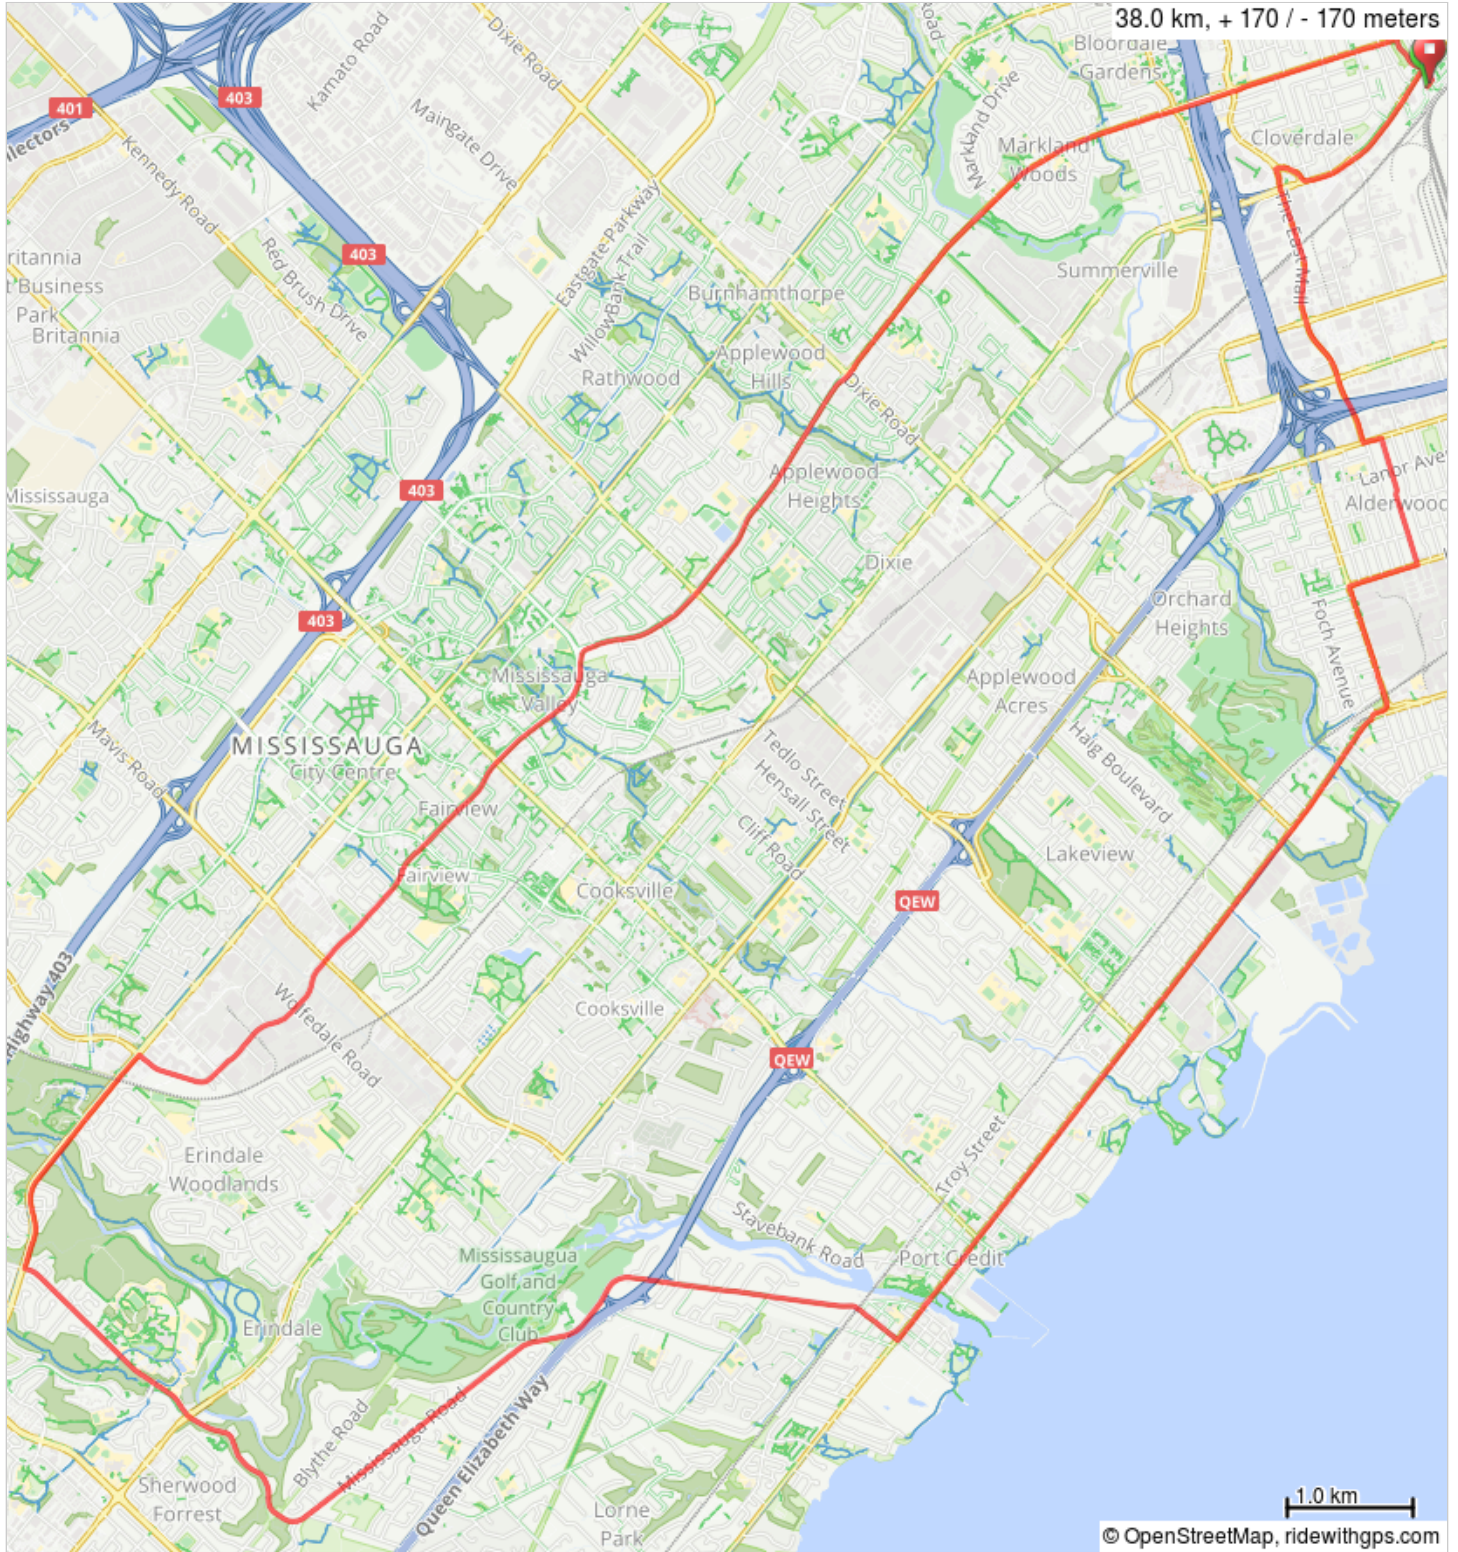 38.0 km, + 170 / - 170 meters
Bloordale
Gardens
Road
Dixie Road
Kamato Road
403
401
llectors
Maingate Drive
Kennedy Road
Markland Drive
Markland
Woods
Cloverdale
The East Mall
403
Red Brush Drive
Eastgate Parkway
WillowBank Trail
ritannia
t Business
Park
Britannia
Summerville
Burnhamthorpe
Applewood
Hills
Rathwood
Dixie Road
403
Mississauga
Applewood
Heights
Lanor Ave
Alderwood
Dixie
Orchard
Heights
Foch Avenue
403
Mississauga
Valley
Applewood
Acres
Mavis Road
MISSISSAUGA
City Centre
Tedlo Street
Hensall Street
Haig Boulevard
Fairview
Cliff Road
Lakeview
Fairview
Cooksville
QEW
Highway 403
Wolfedale Road
Cooksville
QEW
Erindale
Woodlands
Troy Street
Stavebank Road
Port Credit
Mississaugua
Golf and
Country
Club
Erindale
Blythe Road
Mississauga Road
Queen Elizabeth Way
Sherwood
Forrest
Lorne
Park
1.0 km
© OpenStreetMap, ridewithgps.com